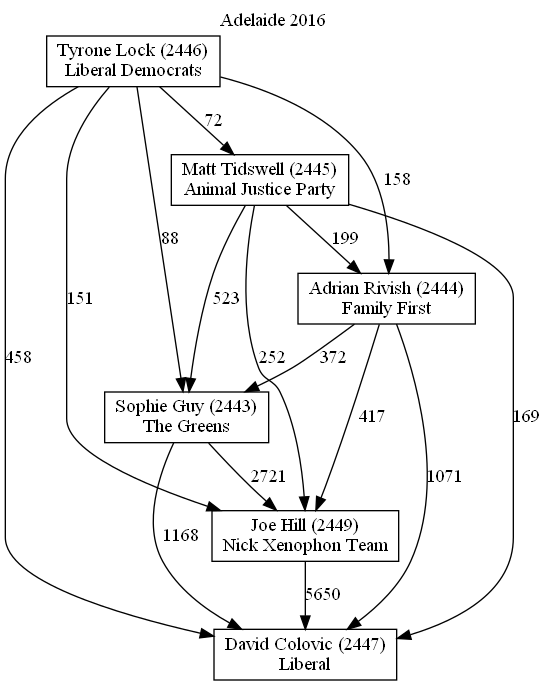 Adelaide 2016
Tyrone Lock (2446)
Liberal Democrats
72
Matt Tidswell (2445)
Animal Justice Party
158
88
199
151
523
Adrian Rivish (2444)
Family First
458
252
372
Sophie Guy (2443)
The Greens
417
169
2721
1071
1168
Joe Hill (2449)
Nick Xenophon Team
5650
David Colovic (2447)
Liberal